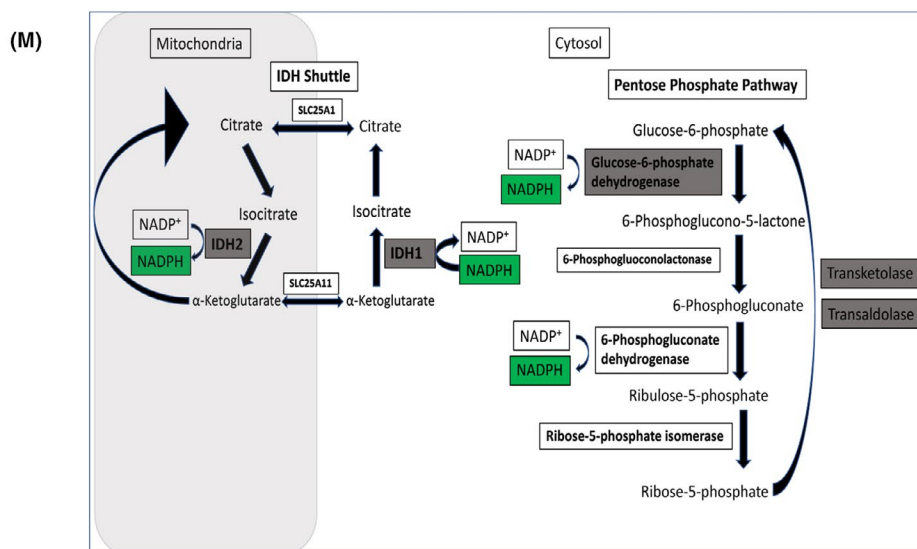 (M)
Mitochondria
Cytosol
IDH Shuttle
Pentose Phosphate Pathway
SLC25A1
Citrate
Citrate
Glucose-6-phosphate
NADP+
NADPH
Glucose-6-phosphate
dehydrogenase
Isocitrate
Isocitrate
6-Phosphoglucono-5-lactone
NADP+
NADPH
IDH2
IDH1
NADP+
NADPH
6-Phosphogluoconolactonase
Transketolase
SLC25A11
α-Ketoglutarate
α-Ketoglutarate
6-Phosphogluconate
Transaldolase
NADP+
NADPH
6-Phosphogluconate
dehydrogenase
Ribulose-5-phosphate
Ribose-5-phosphate isomerase
Ribose-5-phosphate